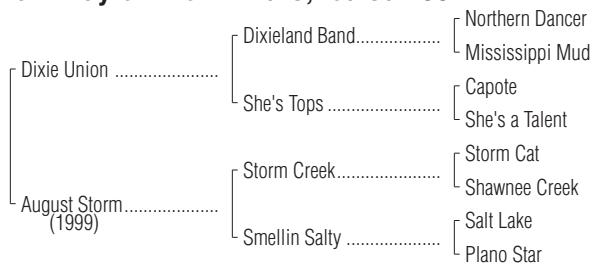 Dixie Union ......................
August Storm....................
(1999)
Dixieland Band..................
She's Tops ........................
Storm Creek......................
Smellin Salty ....................
Northern Dancer
Mississippi Mud
Capote
She's a Talent
Storm Cat
Shawnee Creek
Salt Lake
Plano Star